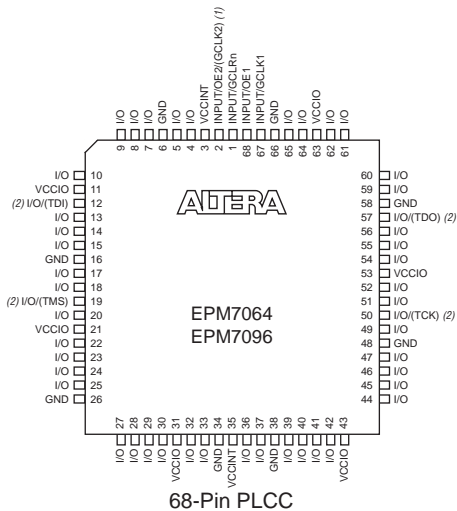 I/O
I/O
I/O
GND
I/O
I/O
VCCINT
INPUT/OE2/(GCLK2) (1)
INPUT/GCLRn
INPUT/OE1
INPUT/GCLK1
GND
I/O
I/O
VCCIO
I/O
I/O
9 8 7 6 5 4 3 2 1 68 67 66 65 64 63 62 61
I/O 10
VCCIO 11
(2) I/O/(TDI) 12
I/O 13
I/O 14
I/O 15
GND 16
I/O 17
I/O 18
(2) I/O/(TMS) 19
I/O 20
VCCIO 21
I/O 22
I/O 23
I/O 24
I/O 25
GND 26
ALTERA
EPM7064
EPM7096
60 I/O
59 I/O
58 GND
57 I/O/(TDO) (2)
56 I/O
55 I/O
54 I/O
53 VCCIO
52 I/O
51 I/O
50 I/O/(TCK) (2)
49 I/O
48 GND
47 I/O
46 I/O
45 I/O
44 I/O
27 28 29 30 31 32 33 34 35 36 37 38 39 40 41 42 43
I/O
I/O
I/O
I/O
VCCIO
I/O
I/O
GND
VCCINT
I/O
I/O
GND
I/O
I/O
I/O
I/O
VCCIO
68-Pin PLCC